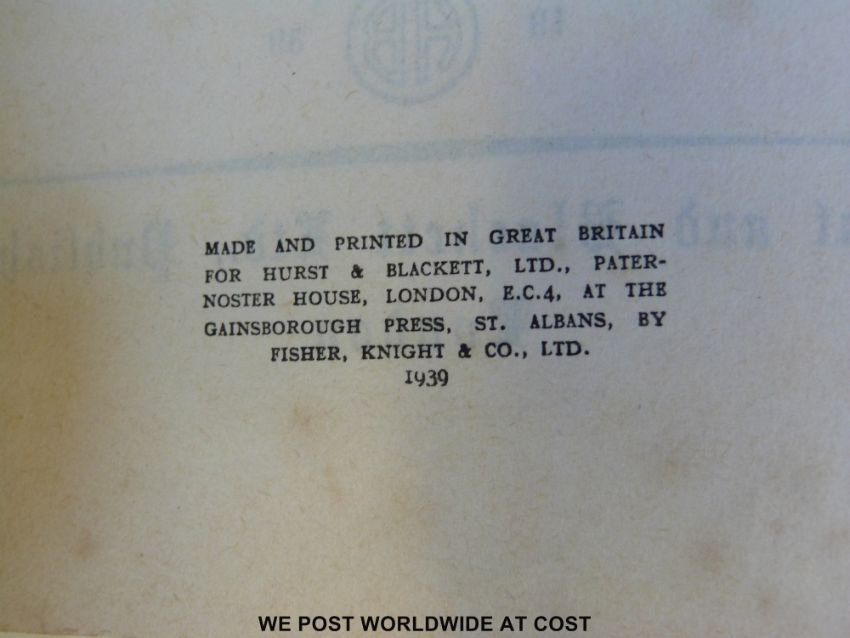 MADE AND PRINTED IN GREAT BRITAIN
FOR HURST & BLACKETT, LTD., PATER-
NOSTER HOUSE, LONDON, E.C.4, AT THE
GAINSBOROUGH PRESS, ST. ALBANS, BY
FISHER, KNIGHT & CO., LTD.
1939
WE POST WORLDWIDE AT COST